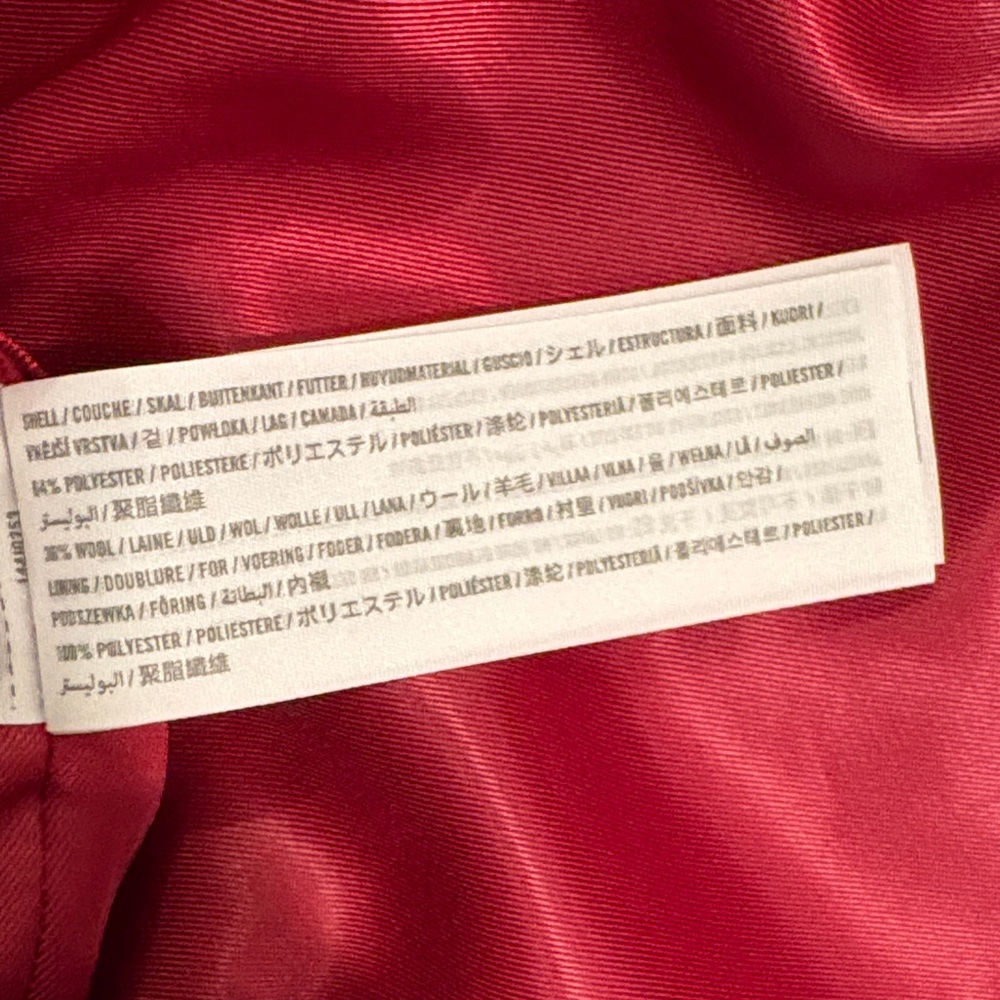 SHELL / COUCHE / SKAL / BUITENKANT / FUTTER / HUVUDMATERIAL / GUSCIO / シェル / ESTRUCTURA / 面料 / KUORI /
VNĚJŠÍ VRSTVA / 겉 / POWŁOKA / LAG / CAMADA / الطبقة
84% POLYESTER / POLIESTERE / ポリエステル / POLIÉSTER / 涤纶 / POLYESTERIÄ / 폴리에스테르 / POLIESTER /
البوليستر / 聚脂纖维
16% WOOL / LAINE / ULD / WOL / WOLLE / ULL / LANA / ウール / 羊毛 / VILLAA / VLNA / 울 / WEŁNA / LÃ / الصوف
LINING / DOUBLURE / FOR / VOERING / FODER / FODERA / 裏地 / FORRO / 衬里 / VUORI / PODŠÍVKA / 안감 /
PODSZEWKA / FÔRING / البطانة / 內襯
100% POLYESTER / POLIESTERE / ポリエステル / POLIÉSTER / 涤纶 / POLYESTERIÄ / 폴리에스테르 / POLIESTER /
البوليستر / 聚脂纖维